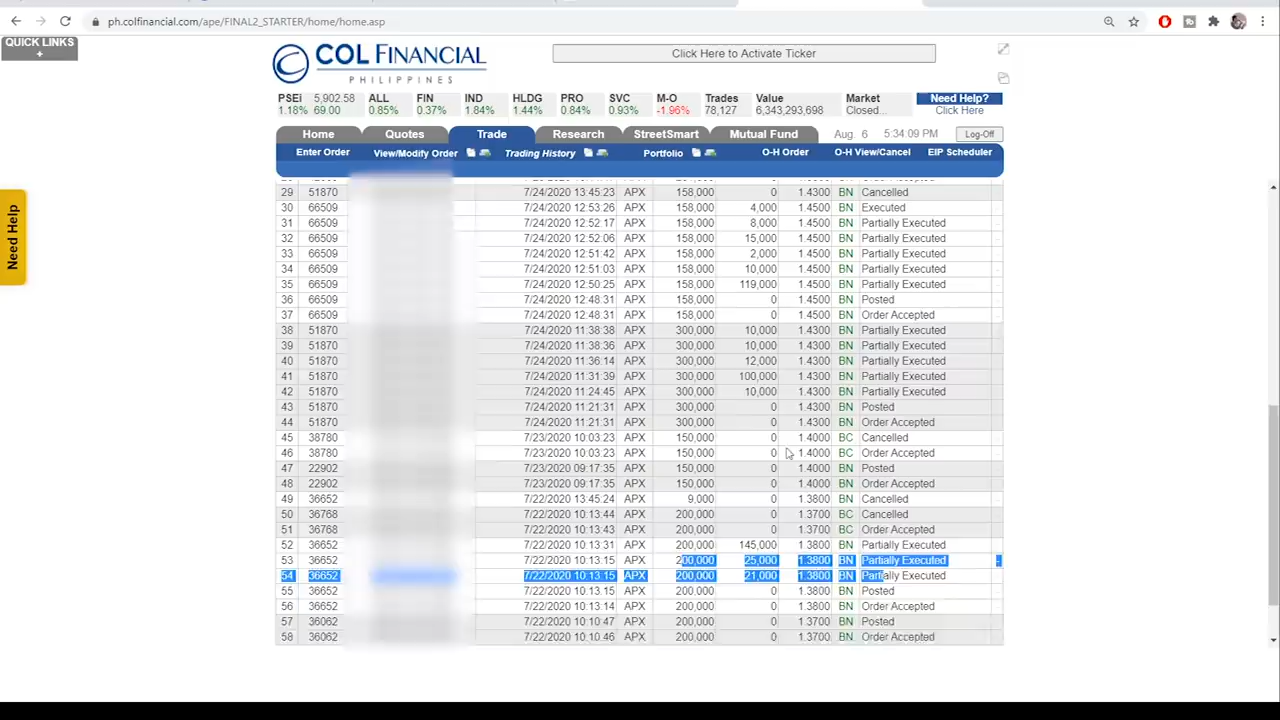 ph.colfinancial.com/ape/FINAL2_STARTER/home/home.asp
QUICK LINKS
+
COL FINANCIAL
PHILIPPINES
Click Here to Activate Ticker
PSEi 5,902.58 ALL FIN IND HLDG PRO SVC M-O Trades Value Market Need Help?
1.18% 69.00 0.85% 0.37% 1.84% 1.44% 0.84% 0.93% -1.96% 78,127 6,343,293,698 Closed... Click Here
Home Quotes Trade Research StreetSmart Mutual Fund Aug. 6 5:34:09 PM Log-Off
Enter Order View/Modify Order Trading History Portfolio O-H Order O-H View/Cancel EIP Scheduler
Need Help
29 51870 7/24/2020 13:45:23 APX 158,000 0 1.4300 BN Cancelled
30 66509 7/24/2020 12:53:26 APX 158,000 4,000 1.4500 BN Executed
31 66509 7/24/2020 12:52:17 APX 158,000 8,000 1.4500 BN Partially Executed
32 66509 7/24/2020 12:52:06 APX 158,000 15,000 1.4500 BN Partially Executed
33 66509 7/24/2020 12:51:42 APX 158,000 2,000 1.4500 BN Partially Executed
34 66509 7/24/2020 12:51:03 APX 158,000 10,000 1.4500 BN Partially Executed
35 66509 7/24/2020 12:50:25 APX 158,000 119,000 1.4500 BN Partially Executed
36 66509 7/24/2020 12:48:31 APX 158,000 0 1.4500 BN Posted
37 66509 7/24/2020 12:48:31 APX 158,000 0 1.4500 BN Order Accepted
38 51870 7/24/2020 11:38:38 APX 300,000 10,000 1.4300 BN Partially Executed
39 51870 7/24/2020 11:38:36 APX 300,000 10,000 1.4300 BN Partially Executed
40 51870 7/24/2020 11:36:14 APX 300,000 12,000 1.4300 BN Partially Executed
41 51870 7/24/2020 11:31:39 APX 300,000 100,000 1.4300 BN Partially Executed
42 51870 7/24/2020 11:24:45 APX 300,000 10,000 1.4300 BN Partially Executed
43 51870 7/24/2020 11:21:31 APX 300,000 0 1.4300 BN Posted
44 51870 7/24/2020 11:21:31 APX 300,000 0 1.4300 BN Order Accepted
45 38780 7/23/2020 10:03:23 APX 150,000 0 1.4000 BC Cancelled
46 38780 7/23/2020 10:03:23 APX 150,000 0 1.4000 BC Order Accepted
47 22902 7/23/2020 09:17:35 APX 150,000 0 1.4000 BN Posted
48 22902 7/23/2020 09:17:35 APX 150,000 0 1.4000 BN Order Accepted
49 36652 7/22/2020 13:45:24 APX 9,000 0 1.3800 BN Cancelled
50 36768 7/22/2020 10:13:44 APX 200,000 0 1.3700 BC Cancelled
51 36768 7/22/2020 10:13:43 APX 200,000 0 1.3700 BC Order Accepted
52 36652 7/22/2020 10:13:31 APX 200,000 145,000 1.3800 BN Partially Executed
53 36652 7/22/2020 10:13:15 APX 200,000 25,000 1.3800 BN Partially Executed
54 36652 7/22/2020 10:13:15 APX 200,000 21,000 1.3800 BN Partially Executed
55 36652 7/22/2020 10:13:15 APX 200,000 0 1.3800 BN Posted
56 36652 7/22/2020 10:13:14 APX 200,000 0 1.3800 BN Order Accepted
57 36062 7/22/2020 10:10:47 APX 200,000 0 1.3700 BN Posted
58 36062 7/22/2020 10:10:46 APX 200,000 0 1.3700 BN Order Accepted